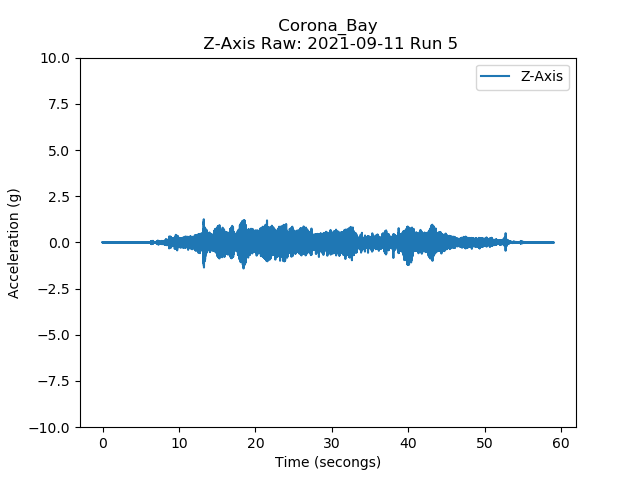 Corona_Bay
Z-Axis Raw: 2021-09-11 Run 5
Z-Axis
10.0
7.5
5.0
2.5
0.0
−2.5
−5.0
−7.5
−10.0
Acceleration (g)
0 10 20 30 40 50 60
Time (secongs)